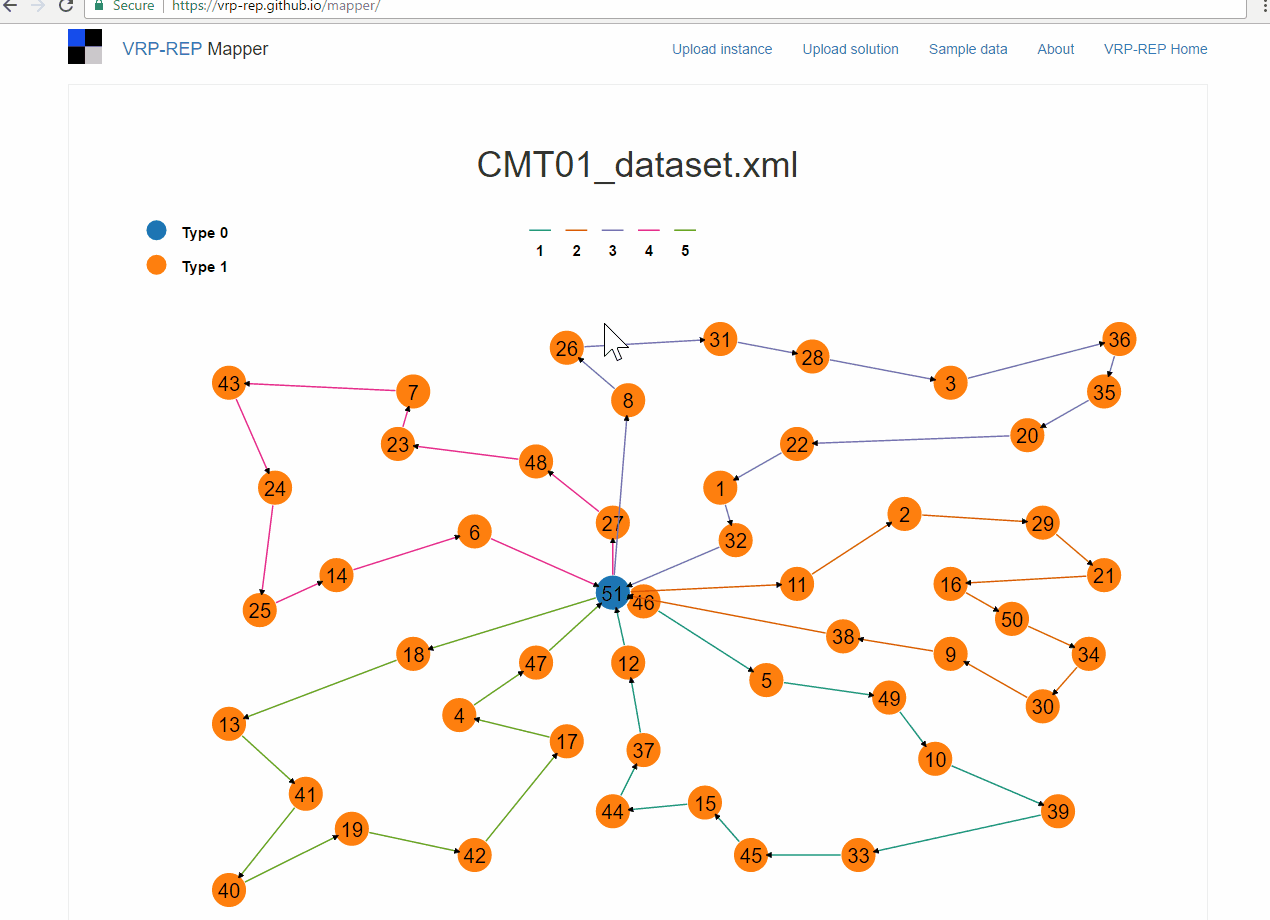 Secure https://vrp-rep.github.io/mapper/
VRP-REP Mapper Upload instance Upload solution Sample data About VRP-REP Home
CMT01_dataset.xml
Type 0
Type 1
1 2 3 4 5
26 31 28 36
43 7 8 3 35
23 48 22 20
24 27 1 32 2 29
6 14 25 51 46 11 16 21
18 47 12 38 50 9 34
13 4 17 37 5 49 30
41 19 44 15 10 39
40 42 45 33